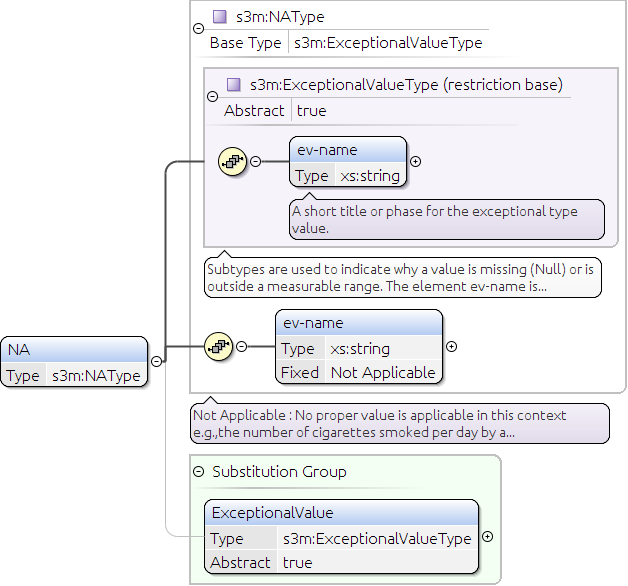 s3m:NAType
Base Type s3m:ExceptionalValueType
s3m:ExceptionalValueType (restriction base)
Abstract true
ev-name
Type xs:string
A short title or phase for the exceptional type
value.
Subtypes are used to indicate why a value is missing (Null) or is
outside a measurable range. The element ev-name is...
ev-name
Type xs:string
Fixed Not Applicable
NA
Type s3m:NAType
Not Applicable : No proper value is applicable in this context
e.g.,the number of cigarettes smoked per day by a...
Substitution Group
ExceptionalValue
Type s3m:ExceptionalValueType
Abstract true